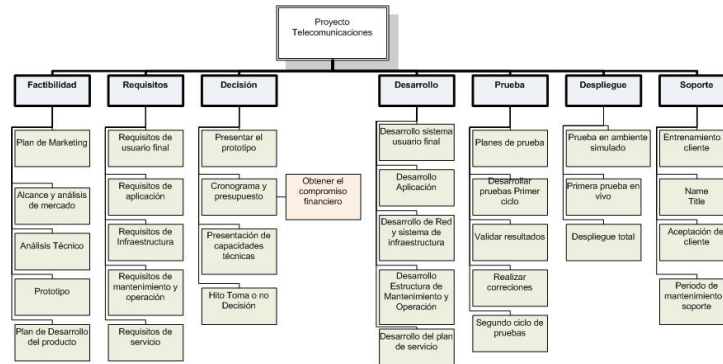 Proyecto
Telecomunicaciones
Factibilidad
Requisitos
Decisión
Desarrollo
Prueba
Despliegue
Soporte
Plan de Marketing
Alcance y análisis
de mercado
Análisis Técnico
Prototipo
Plan de Desarrollo
del producto
Requisitos de
usuario final
Requisitos de
aplicación
Requisitos de
Infraestructura
Requisitos de
mantenimiento y
operación
Requisitos de
servicio
Presentar el
prototipo
Cronograma y
presupuesto
Obtener el
compromiso
financiero
Presentación de
capacidades
técnicas
Hito Toma o no
Decisión
Desarrollo sistema
usuario final
Desarrollo
Aplicación
Desarrollo de Red
y sistema de
infraestructura
Desarrollo
Estructura de
Mantenimiento y
Operación
Desarrollo del plan
de servicio
Planes de prueba
Desarrollar
pruebas Primer
ciclo
Validar resultados
Realizar
correciones
Segundo ciclo de
pruebas
Prueba en ambiente
simulado
Primera prueba en
vivo
Despliegue total
Entrenamiento al
cliente
Name
Title
Aceptación de
cliente
Periodo de
mantenimiento y
soporte